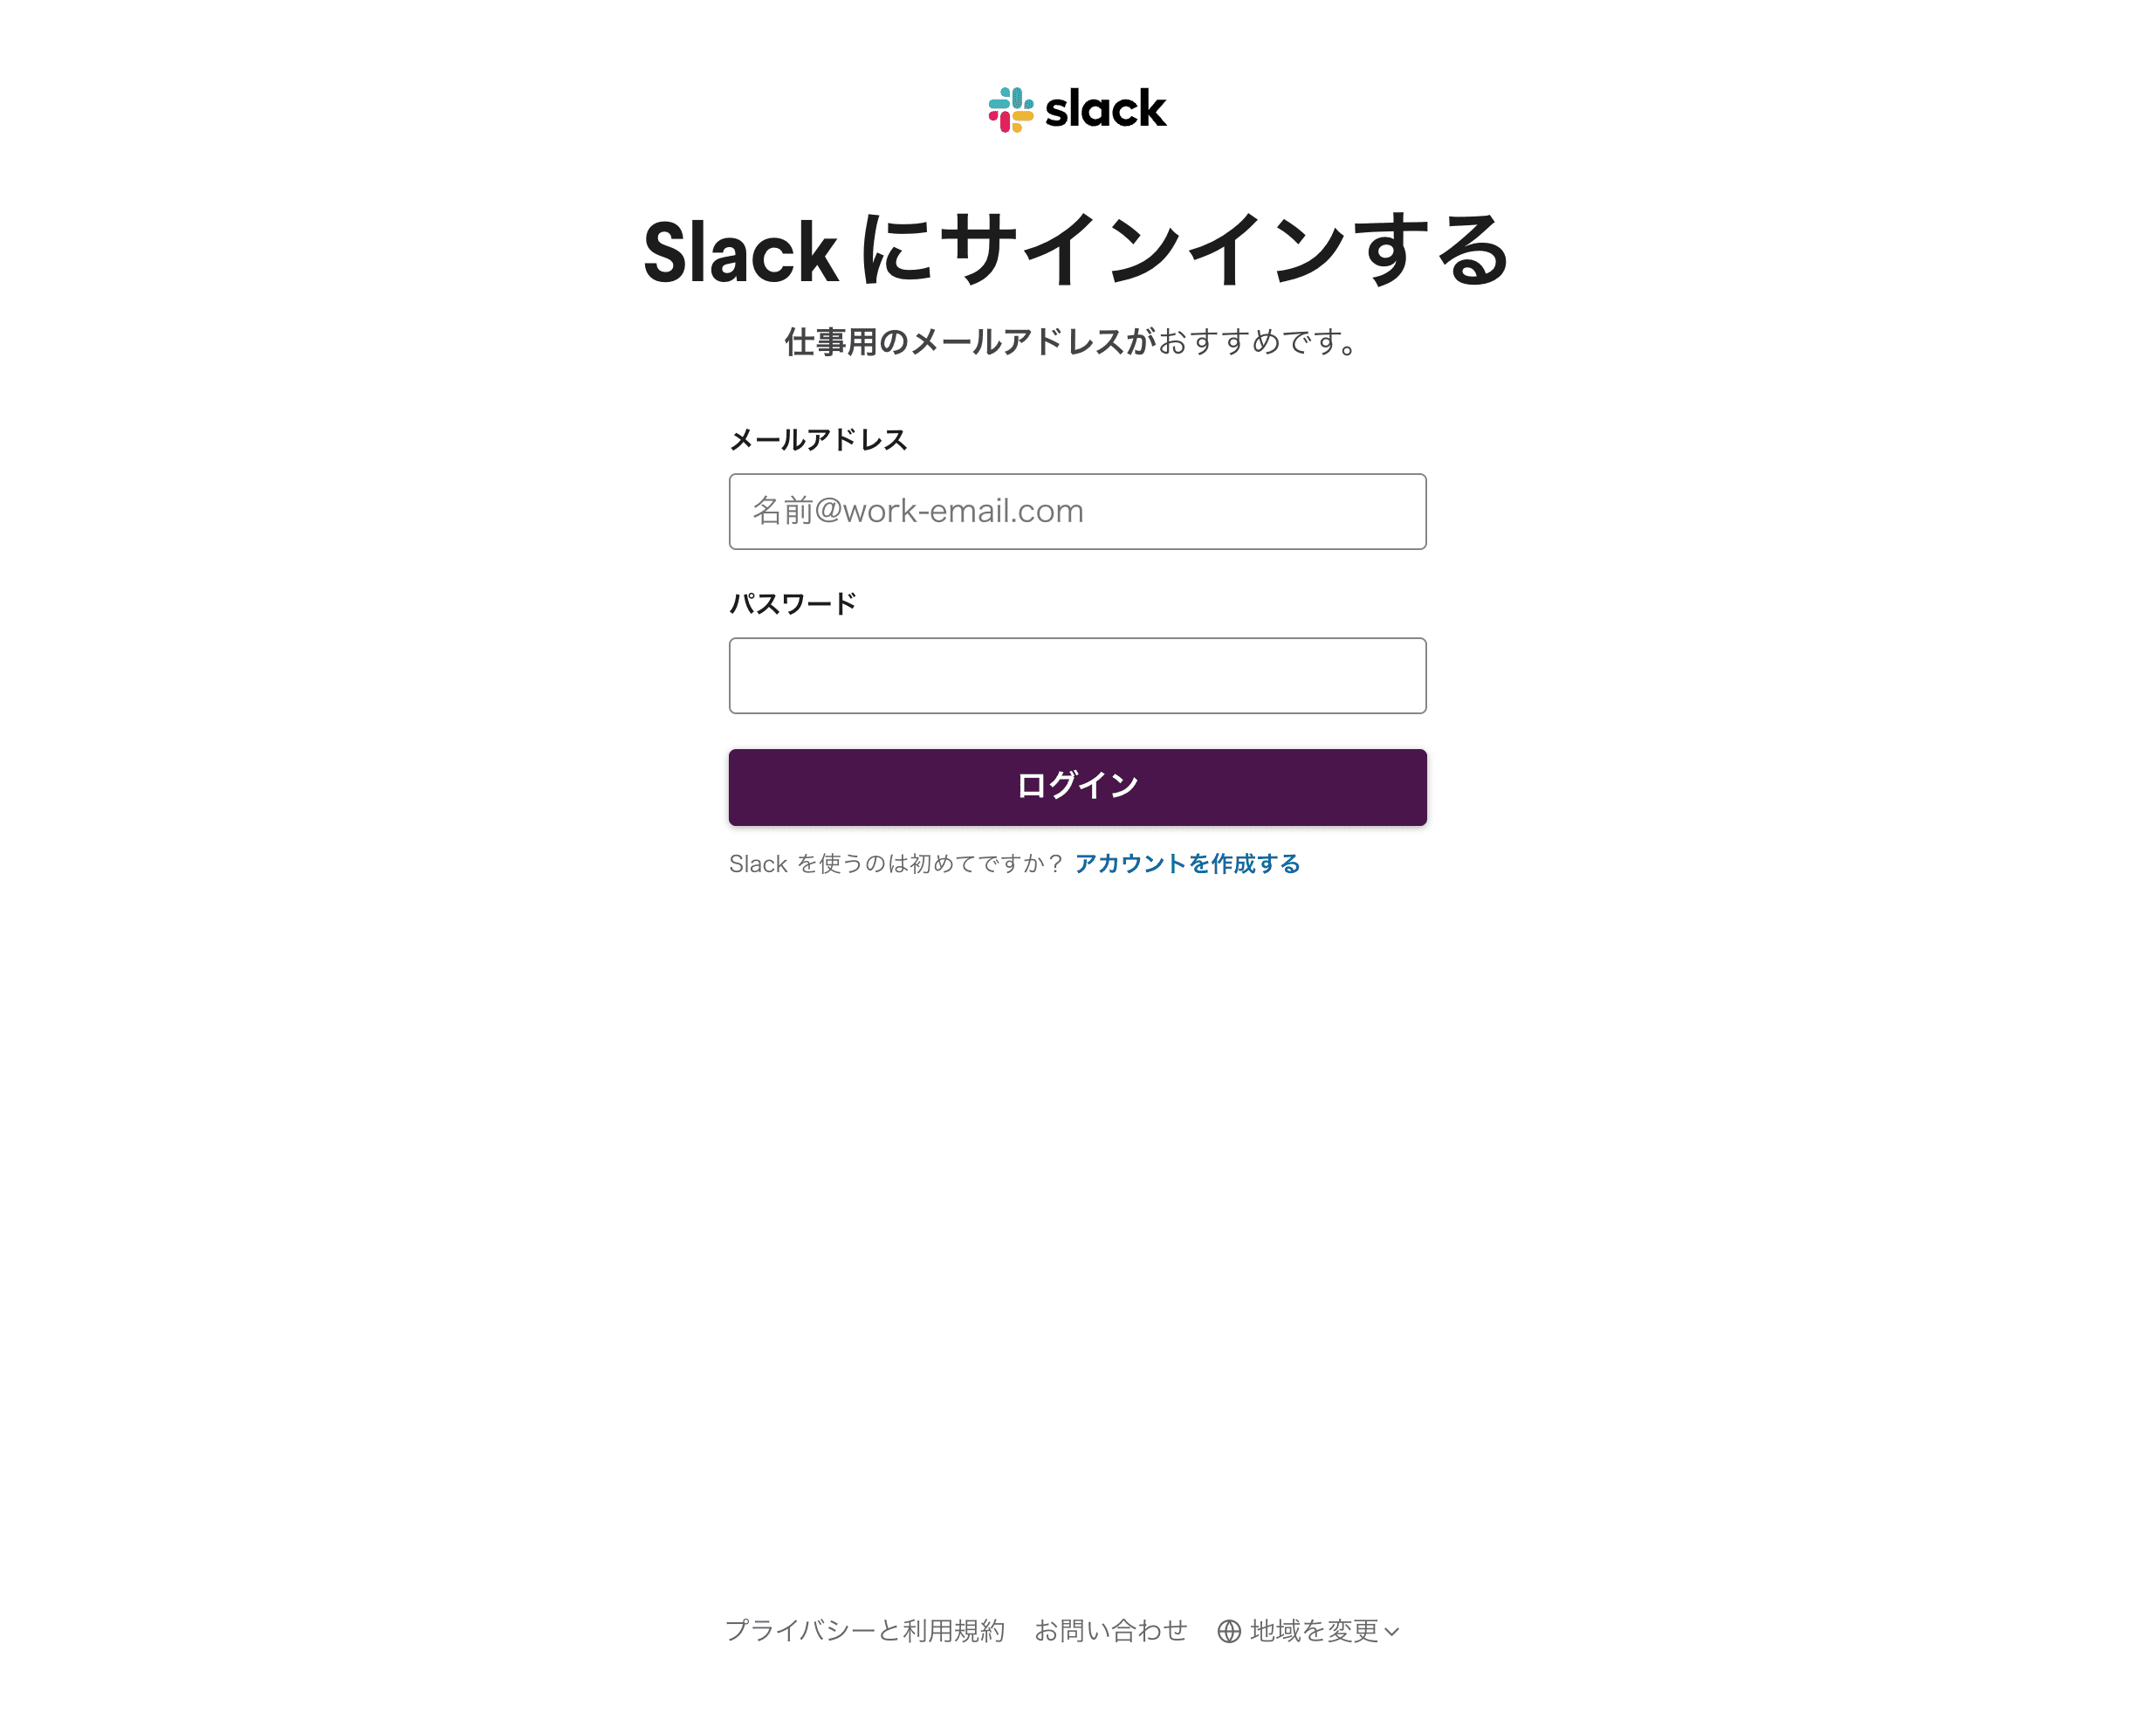 slack
Slack にサインインする
仕事用のメールアドレスがおすすめです。
メールアドレス
名前@work-email.com
パスワード
ログイン
Slack を使うのは初めてですか？ アカウントを作成する
プライバシーと利用規約 お問い合わせ 地域を変更